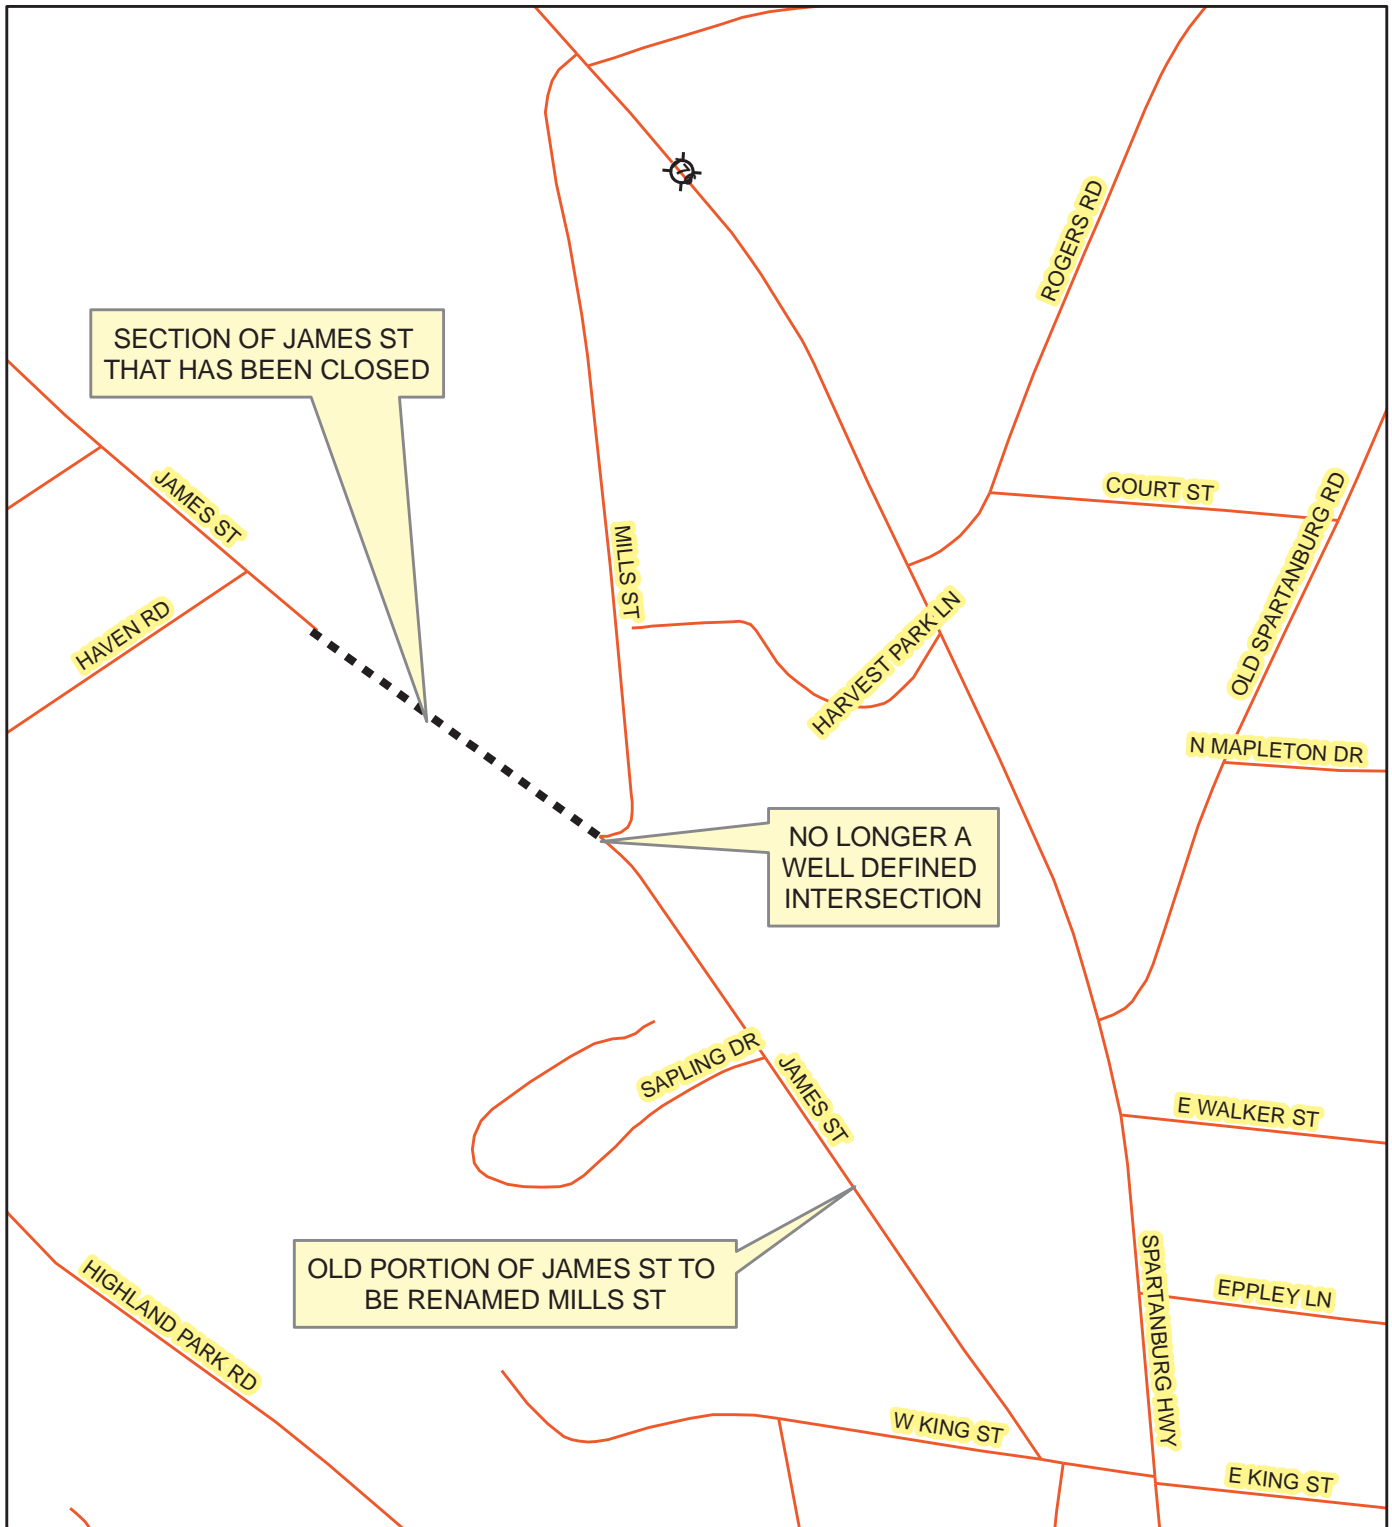 ROGERS RD
SECTION OF JAMES ST
THAT HAS BEEN CLOSED
JAMES ST
COURT ST
OLD SPARTANBURG RD
MILLS ST
HAVEN RD
HARVEST PARK LN
N MAPLETON DR
NO LONGER A
WELL DEFINED
INTERSECTION
SAPLING DR
JAMES ST
E WALKER ST
OLD PORTION OF JAMES ST TO
BE RENAMED MILLS ST
HIGHLAND PARK RD
SPARTANBURG HWY
EPPLEY LN
W KING ST
E KING ST